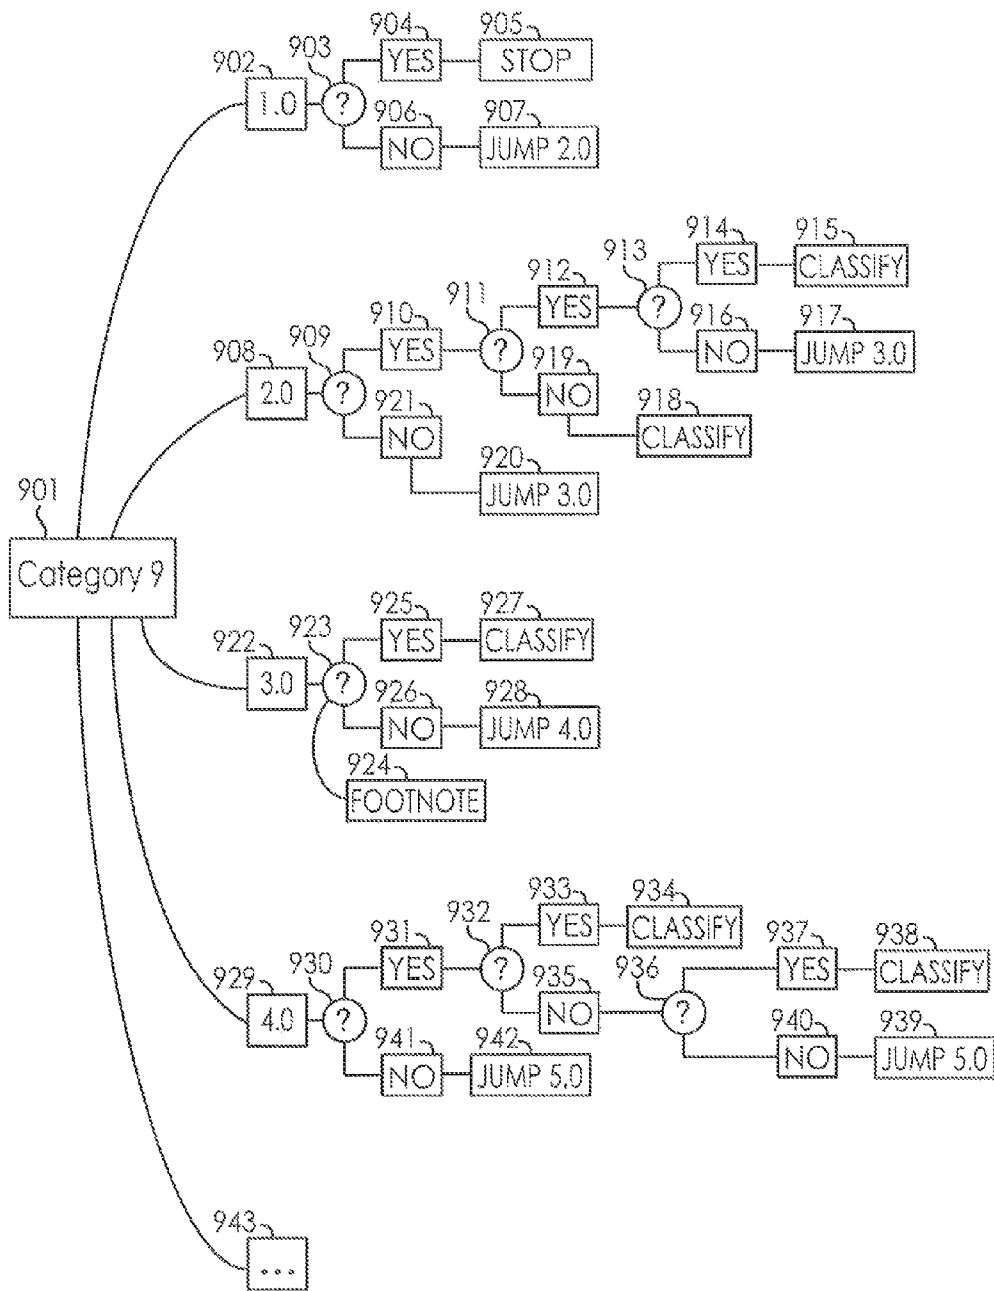 904
905
902
903
YES
STOP
1.0
?
906
907
NO
JUMP 2.0
914
915
913
YES
CLASSIFY
912
911
910
YES
?
916
917
908
909
YES
?
919
NO
JUMP 3.0
2.0
?
921
NO
918
NO
CLASSIFY
920
JUMP 3.0
901
Category 9
925
927
922
923
YES
CLASSIFY
3.0
?
926
928
NO
JUMP 4.0
924
FOOTNOTE
933
934
932
931
YES
CLASSIFY
937
938
929
930
YES
?
935
936
YES
CLASSIFY
4.0
?
NO
?
941
942
940
939
NO
JUMP 5.0
NO
JUMP 5.0
943
...